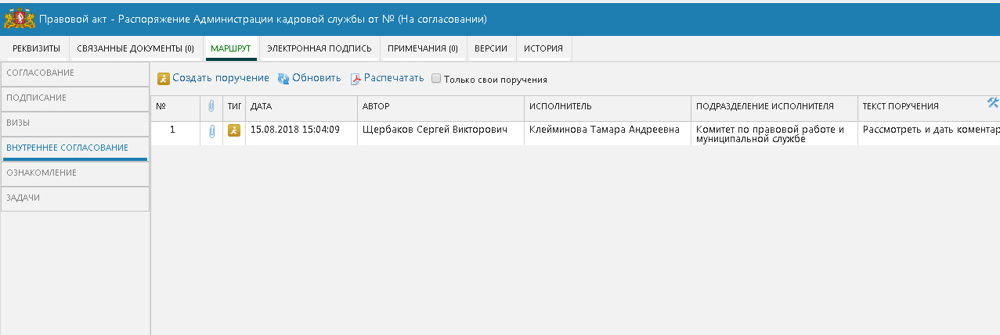 Правовой акт - Распоряжение Администрации кадровой службы от № (На согласовании)
РЕКВИЗИТЫ СВЯЗАННЫЕ ДОКУМЕНТЫ (0) МАРШРУТ ЭЛЕКТРОННАЯ ПОДПИСЬ ПРИМЕЧАНИЯ (0) ВЕРСИИ ИСТОРИЯ
СОГЛАСОВАНИЕ
ПОДПИСАНИЕ
ВИЗЫ
ВНУТРЕННЕЕ СОГЛАСОВАНИЕ
ОЗНАКОМЛЕНИЕ
ЗАДАЧИ
Создать поручение Обновить Распечатать Только свои поручения
№ ТИГ ДАТА АВТОР ИСПОЛНИТЕЛЬ ПОДРАЗДЕЛЕНИЕ ИСПОЛНИТЕЛЯ ТЕКСТ ПОРУЧЕНИЯ
1 15.08.2018 15:04:09 Щербаков Сергей Викторович Клейминова Тамара Андреевна Комитет по правовой работе и Рассмотреть и дать коментар
муниципальной службе